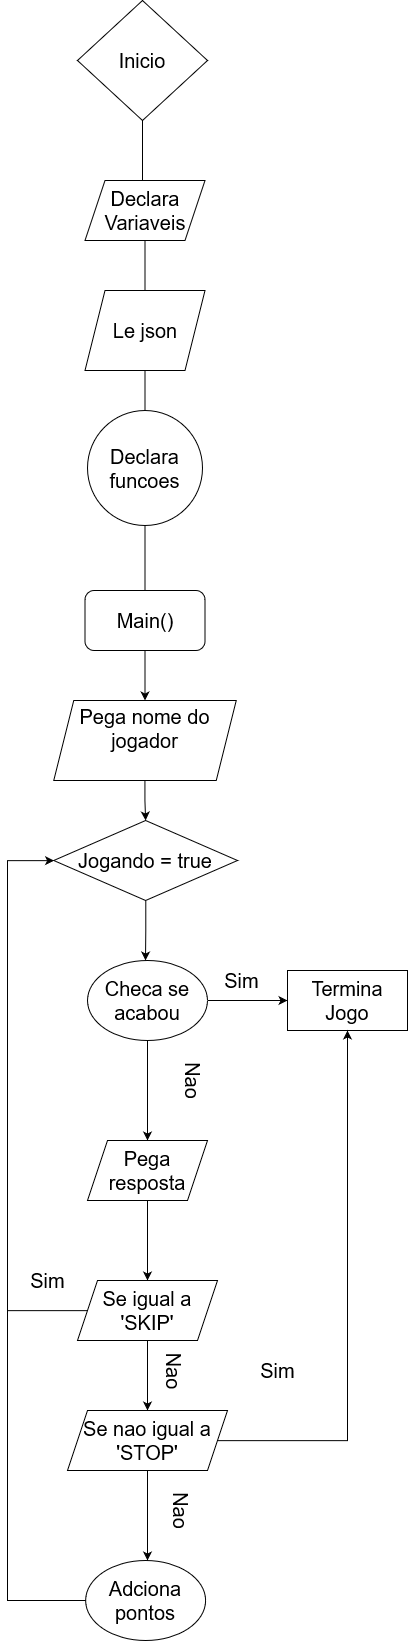 Inicio
Declara
Variaveis
Le json
Declara
funcoes
Main()
Pega nome do
jogador
Jogando = true
Checa se
acabou
Sim
Termina
Jogo
Nao
Pega
resposta
Sim
Se igual a
'SKIP'
Nao
Sim
Se nao igual a
'STOP'
Nao
Adciona
pontos